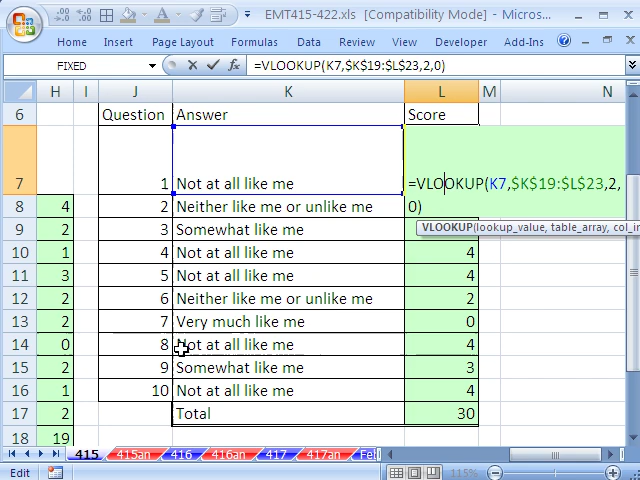 EMT415-422.xls [Compatibility Mode] - Micros...
Home Insert Page Layout Formulas Data View Developer Add-Ins
FIXED =VLOOKUP(K7,$K$19:$L$23,2,0)
H I J K L M N
6 Question Answer Score
7 1 Not at all like me =VLOOKUP(K7,$K$19:$L$23,2,
0)
8 4 2 Neither like me or unlike me
VLOOKUP(lookup_value, table_array, col_in
9 2 3 Somewhat like me
10 1 4 Not at all like me 4
11 3 5 Not at all like me 4
12 2 6 Neither like me or unlike me 2
13 2 7 Very much like me 0
14 0 8 Not at all like me 4
15 2 9 Somewhat like me 3
16 1 10 Not at all like me 4
17 2 Total 30
18 19
415 415an 416 416an 417 417an
Edit 115%